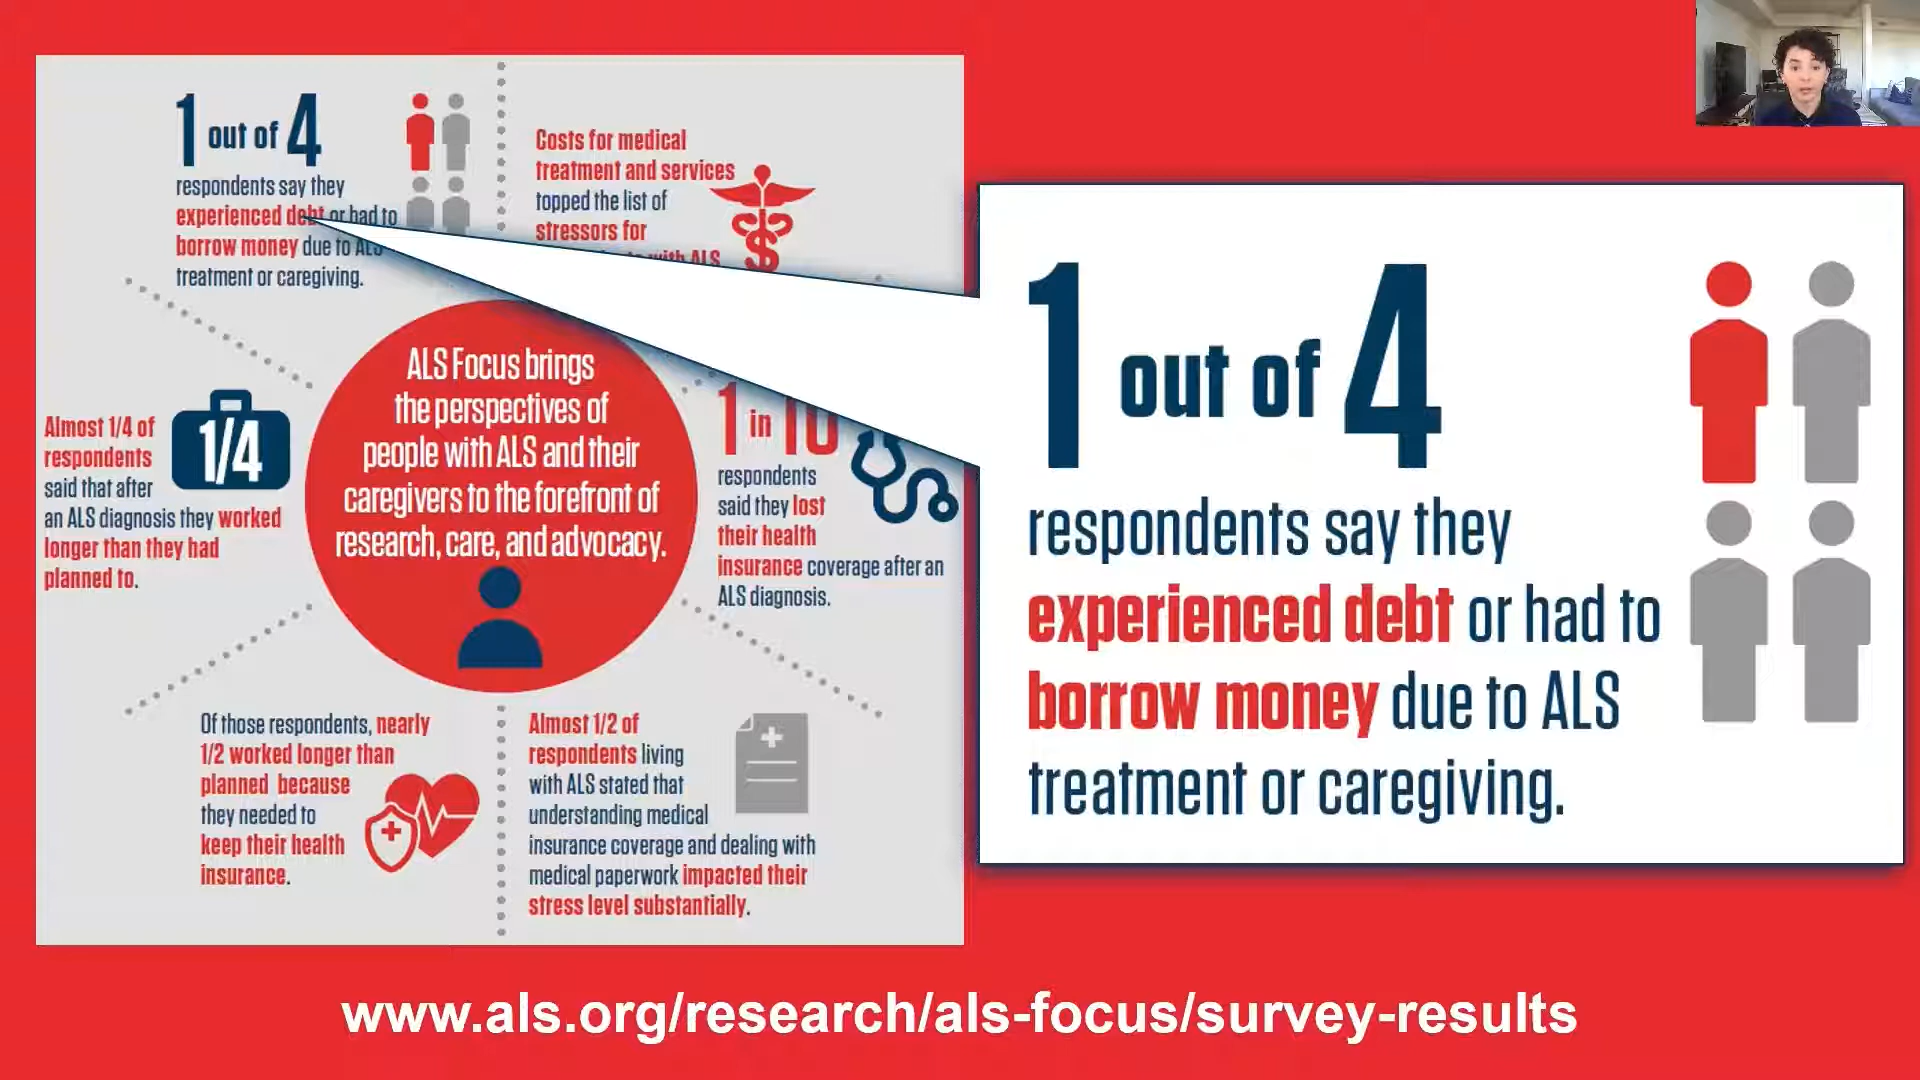 1 out of 4
respondents say they
experienced debt or had to
borrow money due to ALS
treatment or caregiving.
Costs for medical
treatment and services
topped the list of
stressors for
with ALS
Almost 1/4 of
respondents
said that after
an ALS diagnosis they worked
longer than they had
planned to.
1/4
ALS Focus brings
the perspectives of
people with ALS and their
caregivers to the forefront of
research, care, and advocacy.
1 in 10
respondents
said they lost
their health
insurance coverage after an
ALS diagnosis.
Of those respondents, nearly
1/2 worked longer than
planned because
they needed to
keep their health
insurance.
Almost 1/2 of
respondents living
with ALS stated that
understanding medical
insurance coverage and dealing with
medical paperwork impacted their
stress level substantially.
1 out of 4
respondents say they
experienced debt or had to
borrow money due to ALS
treatment or caregiving.
www.als.org/research/als-focus/survey-results